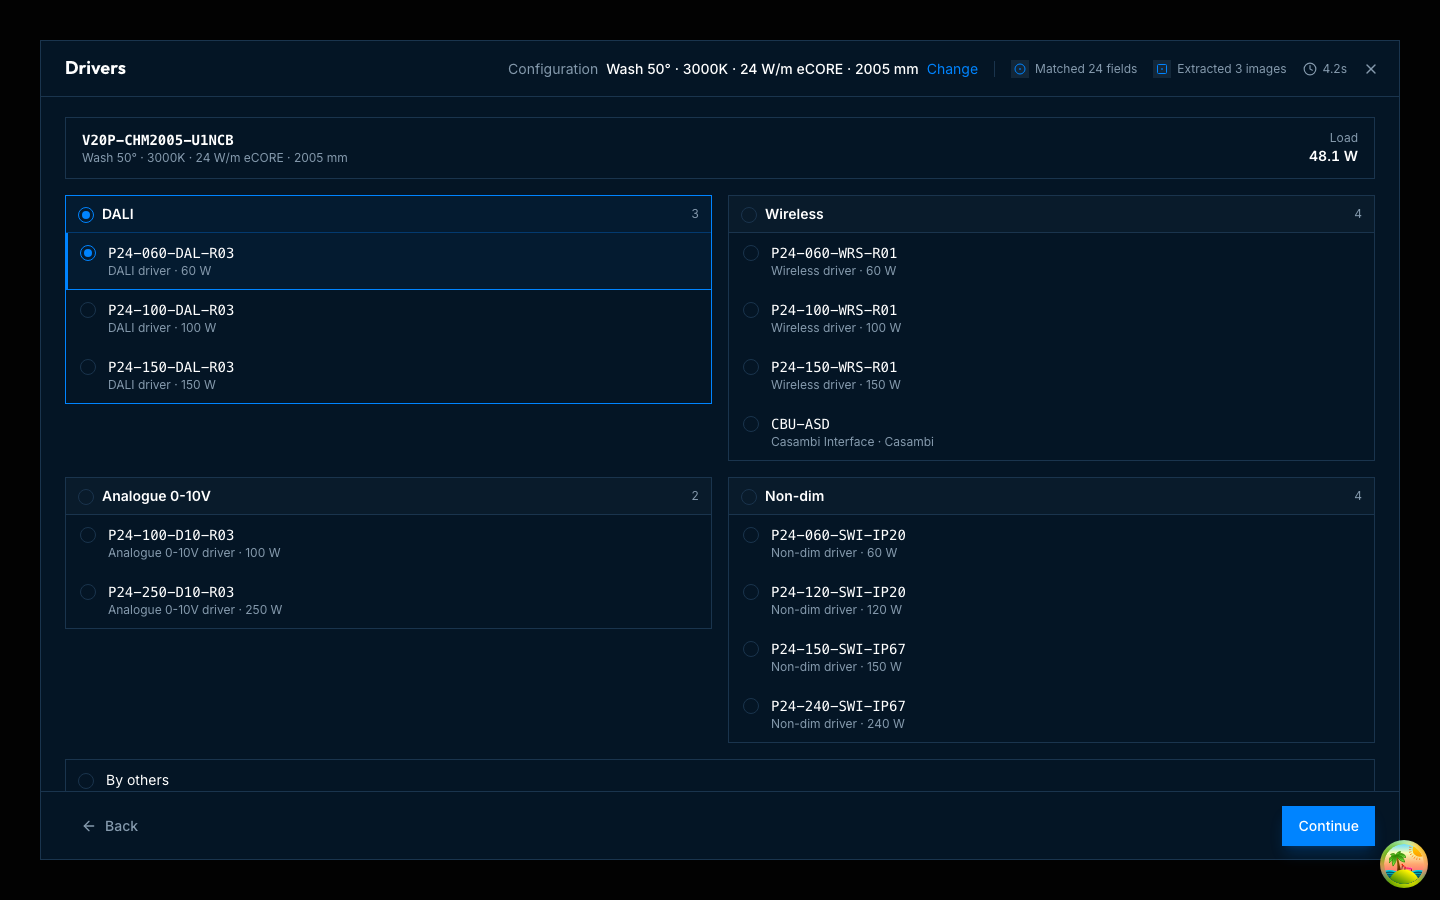 Drivers
Configuration Wash 50° · 3000K · 24 W/m eCORE · 2005 mm Change
Matched 24 fields
Extracted 3 images
4.2s
V20P-CHM2005-U1NCB
Wash 50° · 3000K · 24 W/m eCORE · 2005 mm
Load
48.1 W
DALI 3
P24-060-DAL-R03
DALI driver · 60 W
P24-100-DAL-R03
DALI driver · 100 W
P24-150-DAL-R03
DALI driver · 150 W
Wireless 4
P24-060-WRS-R01
Wireless driver · 60 W
P24-100-WRS-R01
Wireless driver · 100 W
P24-150-WRS-R01
Wireless driver · 150 W
CBU-ASD
Casambi Interface · Casambi
Analogue 0-10V 2
P24-100-D10-R03
Analogue 0-10V driver · 100 W
P24-250-D10-R03
Analogue 0-10V driver · 250 W
Non-dim 4
P24-060-SWI-IP20
Non-dim driver · 60 W
P24-120-SWI-IP20
Non-dim driver · 120 W
P24-150-SWI-IP67
Non-dim driver · 150 W
P24-240-SWI-IP67
Non-dim driver · 240 W
By others
Back
Continue